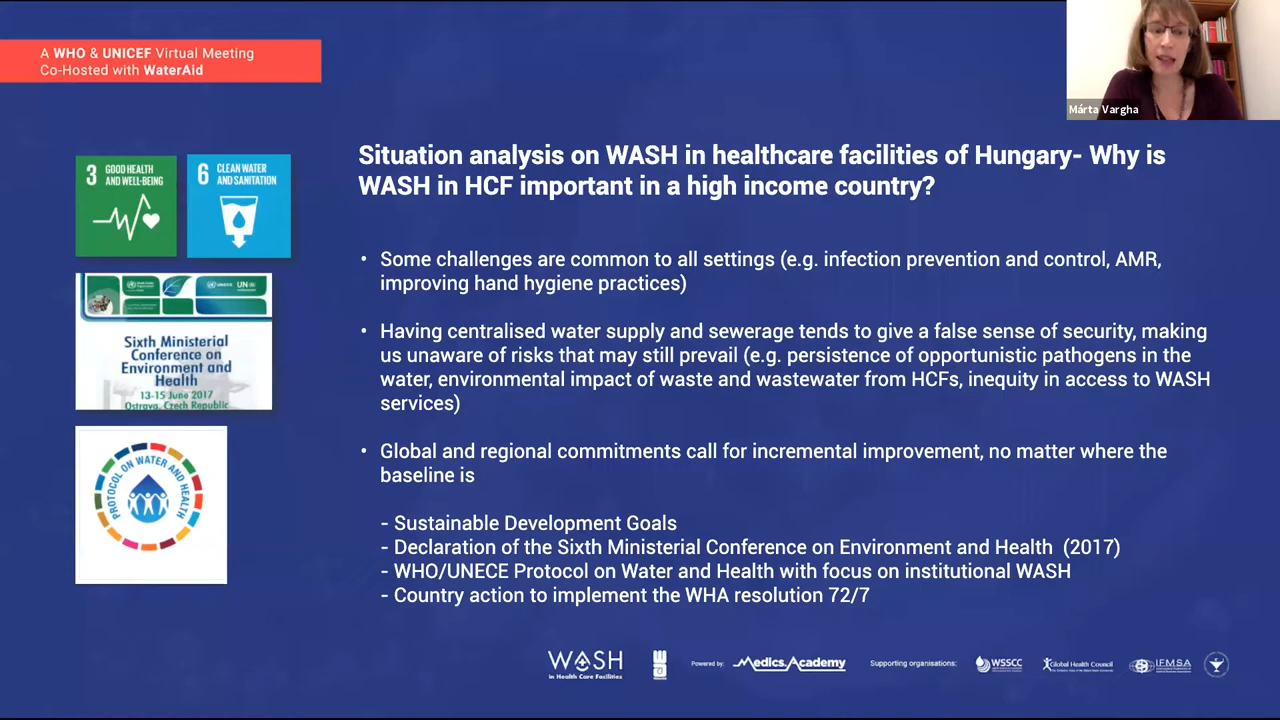 A WHO & UNICEF Virtual Meeting
Co-Hosted with WaterAid
Márta Vargha
3 GOOD HEALTH
AND WELL-BEING
6 CLEAN WATER
AND SANITATION
Sixth Ministerial
Conference on
Environment and
Health
13-15 June 2017
Ostrava, Czech Republic
PROTOCOL ON WATER AND HEALTH
Situation analysis on WASH in healthcare facilities of Hungary- Why is
WASH in HCF important in a high income country?
• Some challenges are common to all settings (e.g. infection prevention and control, AMR,
improving hand hygiene practices)
• Having centralised water supply and sewerage tends to give a false sense of security, making
us unaware of risks that may still prevail (e.g. persistence of opportunistic pathogens in the
water, environmental impact of waste and wastewater from HCFs, inequity in access to WASH
services)
• Global and regional commitments call for incremental improvement, no matter where the
baseline is
- Sustainable Development Goals
- Declaration of the Sixth Ministerial Conference on Environment and Health (2017)
- WHO/UNECE Protocol on Water and Health with focus on institutional WASH
- Country action to implement the WHA resolution 72/7
WASH
in Health Care Facilities
Powered by:
Medics.Academy
Supporting organisations:
WSSCC
Global Health Council
IFMSA